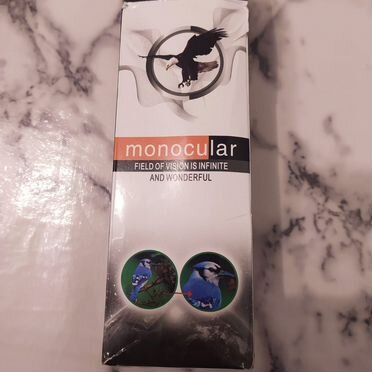 monocular
FIELD OF VISION IS INFINITE
AND WONDERFUL